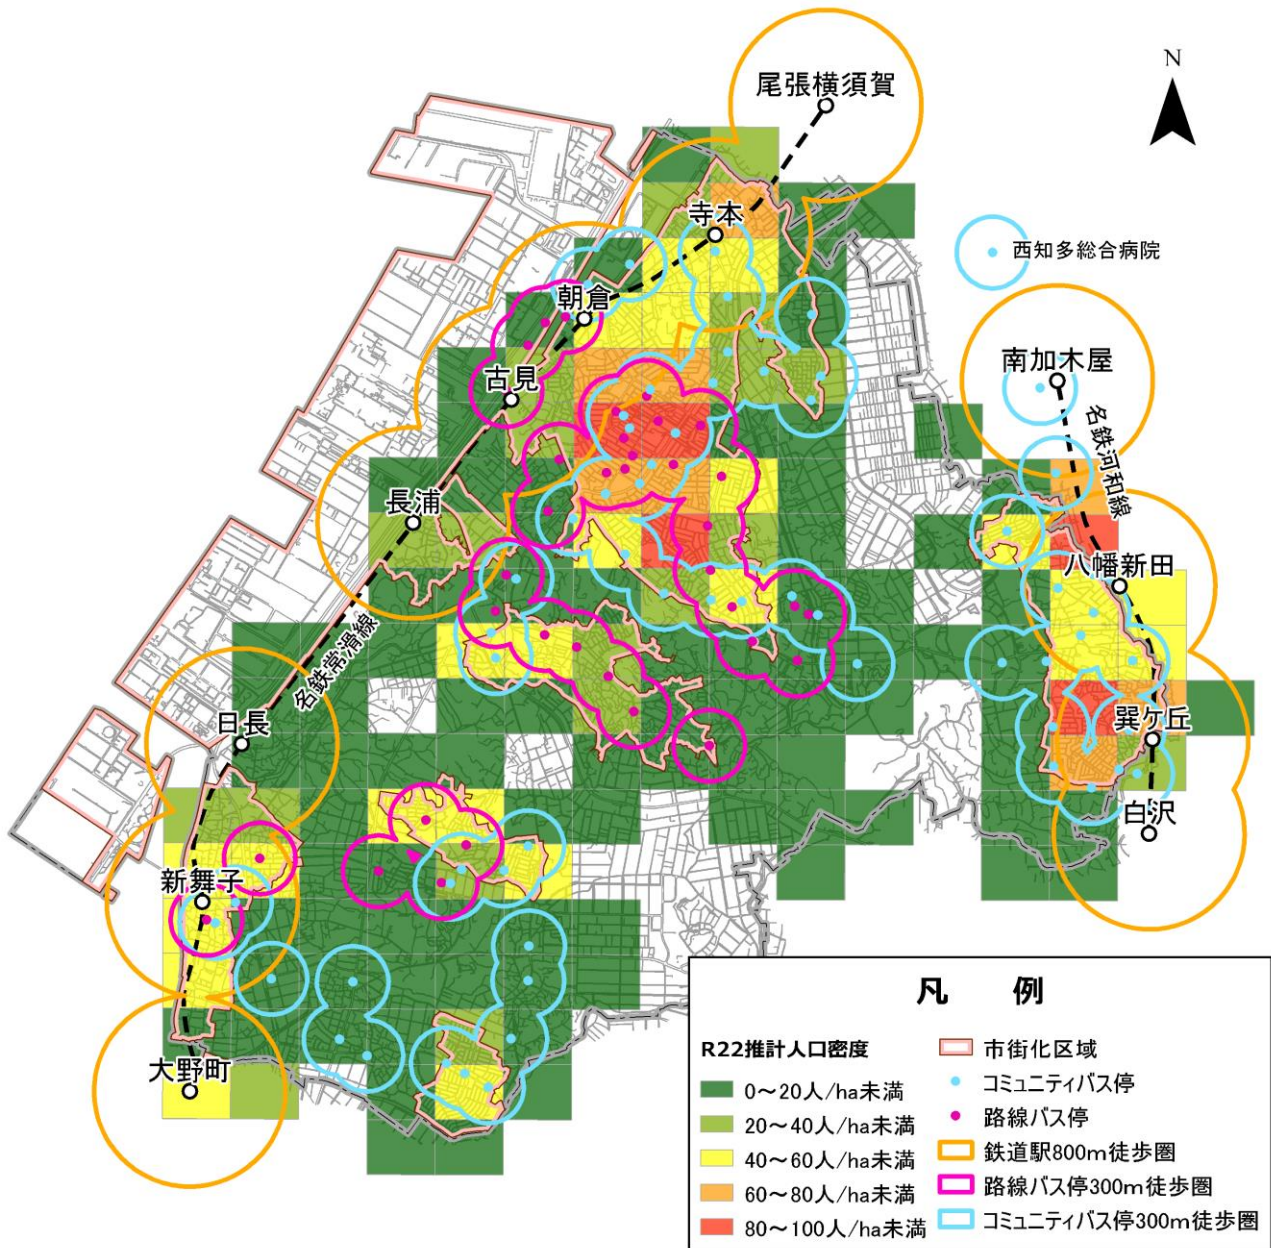 尾張横須賀
N
寺本
西知多総合病院
朝倉
南加木屋
古見
名鉄河和線
長浦
八幡新田
名鉄常滑線
日長
巽ケ丘
白沢
新舞子
大野町
凡 例
R22推計人口密度
0～20人/ha未満
20～40人/ha未満
40～60人/ha未満
60～80人/ha未満
80～100人/ha未満
市街化区域
コミュニティバス停
路線バス停
鉄道駅800m徒歩圏
路線バス停300m徒歩圏
コミュニティバス停300m徒歩圏